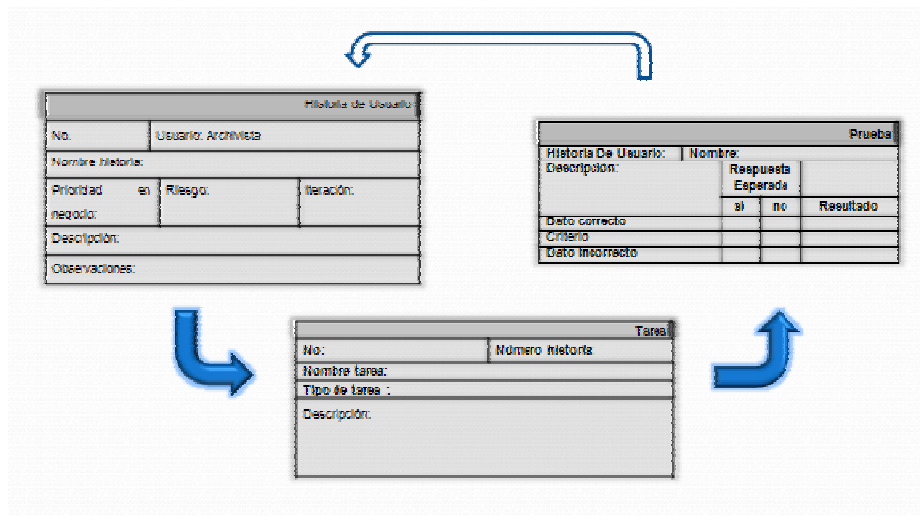 Historia de Usuario
No. Usuario: Archivista
Nombre historia:
Prioridad en negocio: Riesgo: Iteración:
Descripción:
Observaciones:
Prueba
Historia De Usuario: Nombre:
Descripción: Respuesta Esperada
si no Resultado
Dato correcto
Criterio
Dato incorrecto
Tarea
No: Número historia
Nombre tarea:
Tipo de tarea :
Descripción: